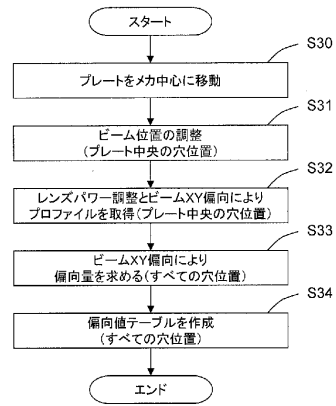 スタート
S30
プレートをメカ中心に移動
S31
ビーム位置の調整
(プレート中央の穴位置)
S32
レンズパワー調整とビームXY偏向により
プロファイルを取得(プレート中央の穴位置)
S33
ビームXY偏向により
偏向量を求める(すべての穴位置)
S34
偏向値テーブルを作成
(すべての穴位置)
エンド